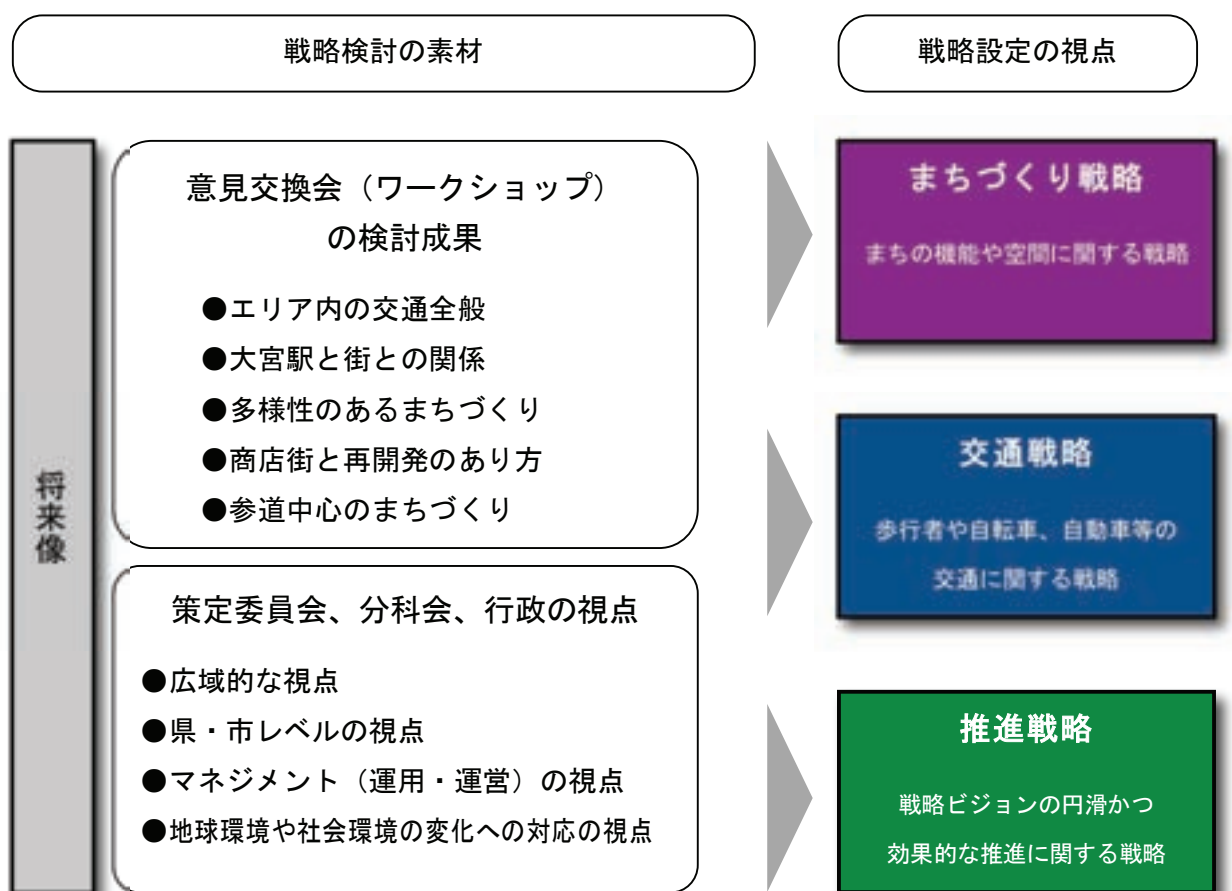 戦略検討の素材
戦略設定の視点
将来像
意見交換会（ワークショップ）
の検討成果
●エリア内の交通全般
●大宮駅と街との関係
●多様性のあるまちづくり
●商店街と再開発のあり方
●参道中心のまちづくり
策定委員会、分科会、行政の視点
●広域的な視点
●県・市レベルの視点
●マネジメント（運用・運営）の視点
●地球環境や社会環境の変化への対応の視点
まちづくり戦略
まちの機能や空間に関する戦略
交通戦略
歩行者や自転車、自動車等の
交通に関する戦略
推進戦略
戦略ビジョンの円滑かつ
効果的な推進に関する戦略